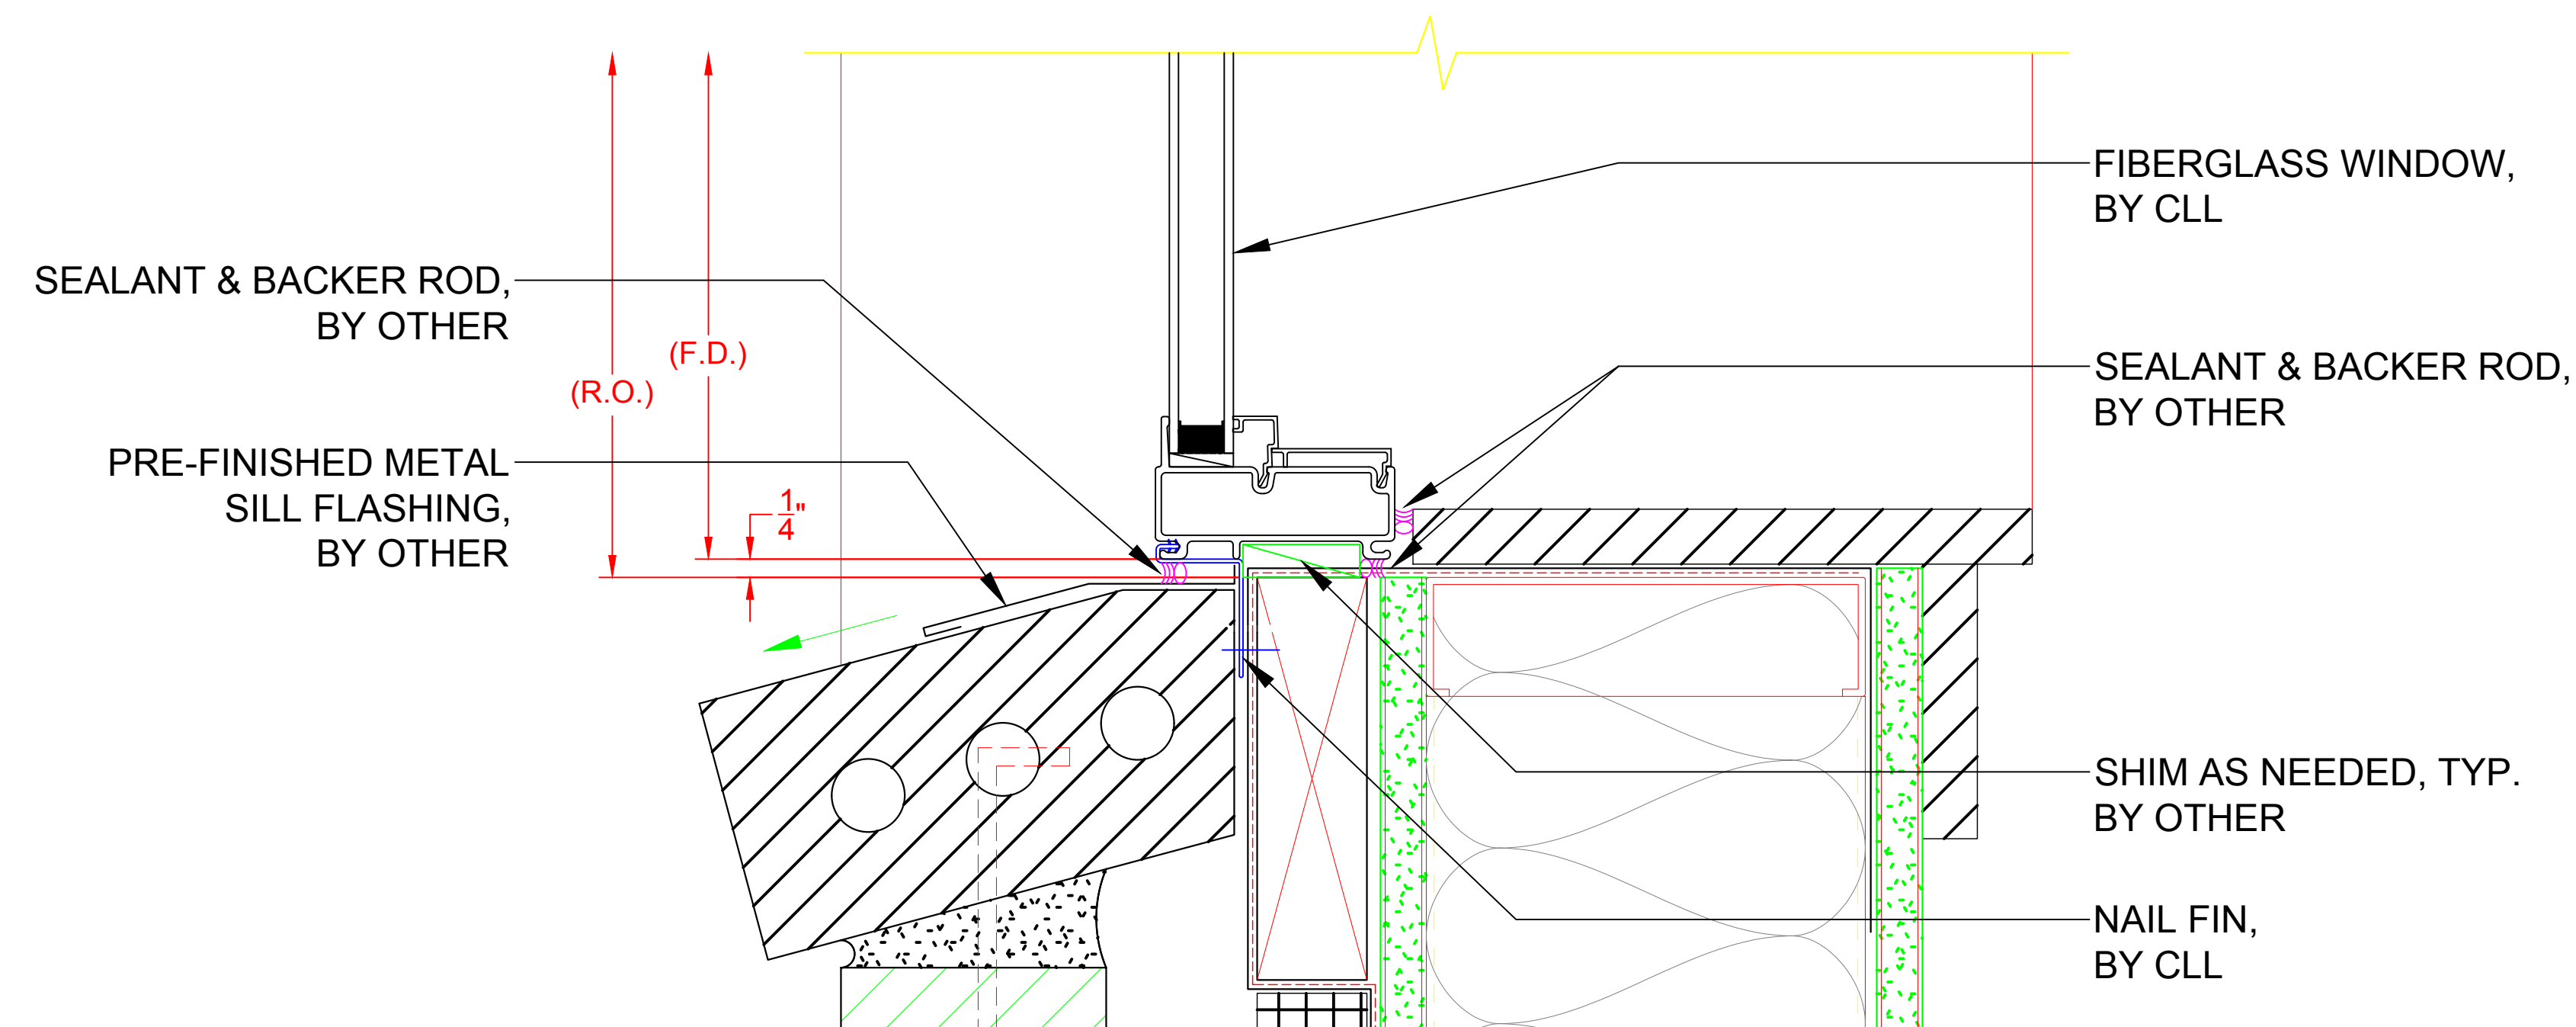 FIBERGLASS WINDOW,
BY CLL
SEALANT & BACKER ROD,
BY OTHER
(F.D.)
(R.O.)
SEALANT & BACKER ROD,
BY OTHER
PRE-FINISHED METAL
SILL FLASHING,
BY OTHER
1/4"
SHIM AS NEEDED, TYP.
BY OTHER
NAIL FIN,
BY CLL